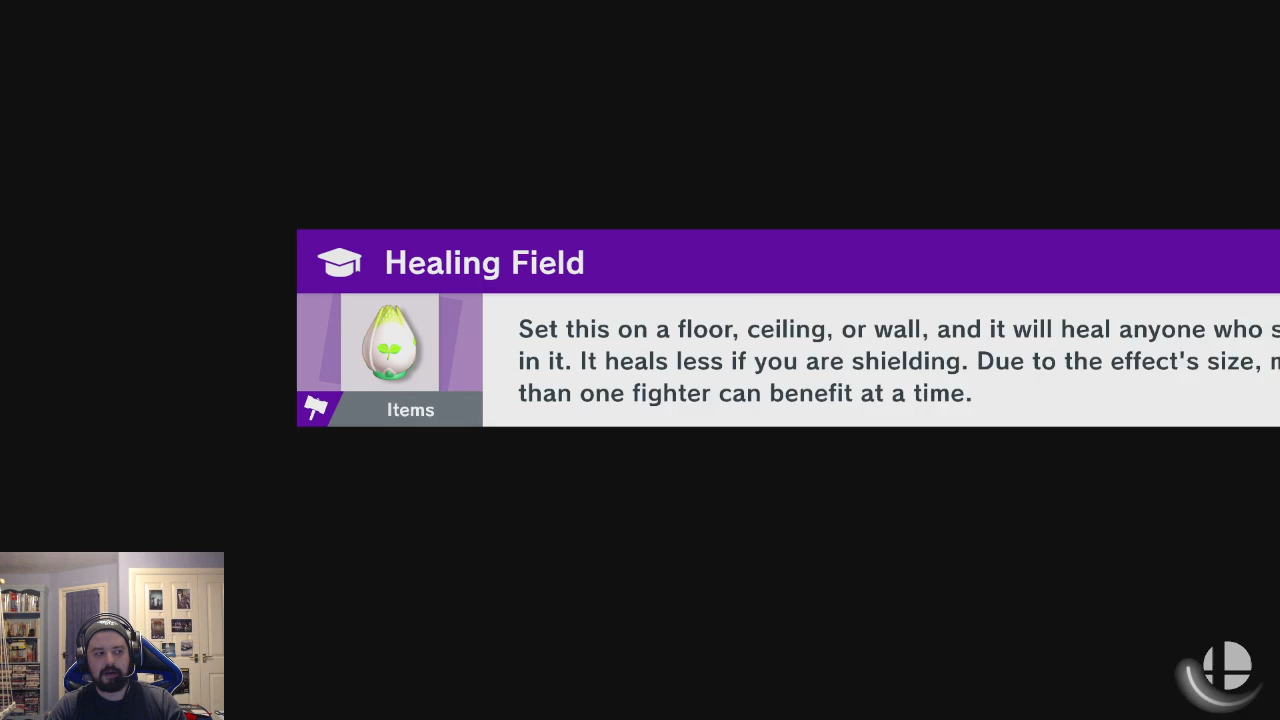 Healing Field
Set this on a floor, ceiling, or wall, and it will heal anyone who
in it. It heals less if you are shielding. Due to the effect's size,
than one fighter can benefit at a time.
Items